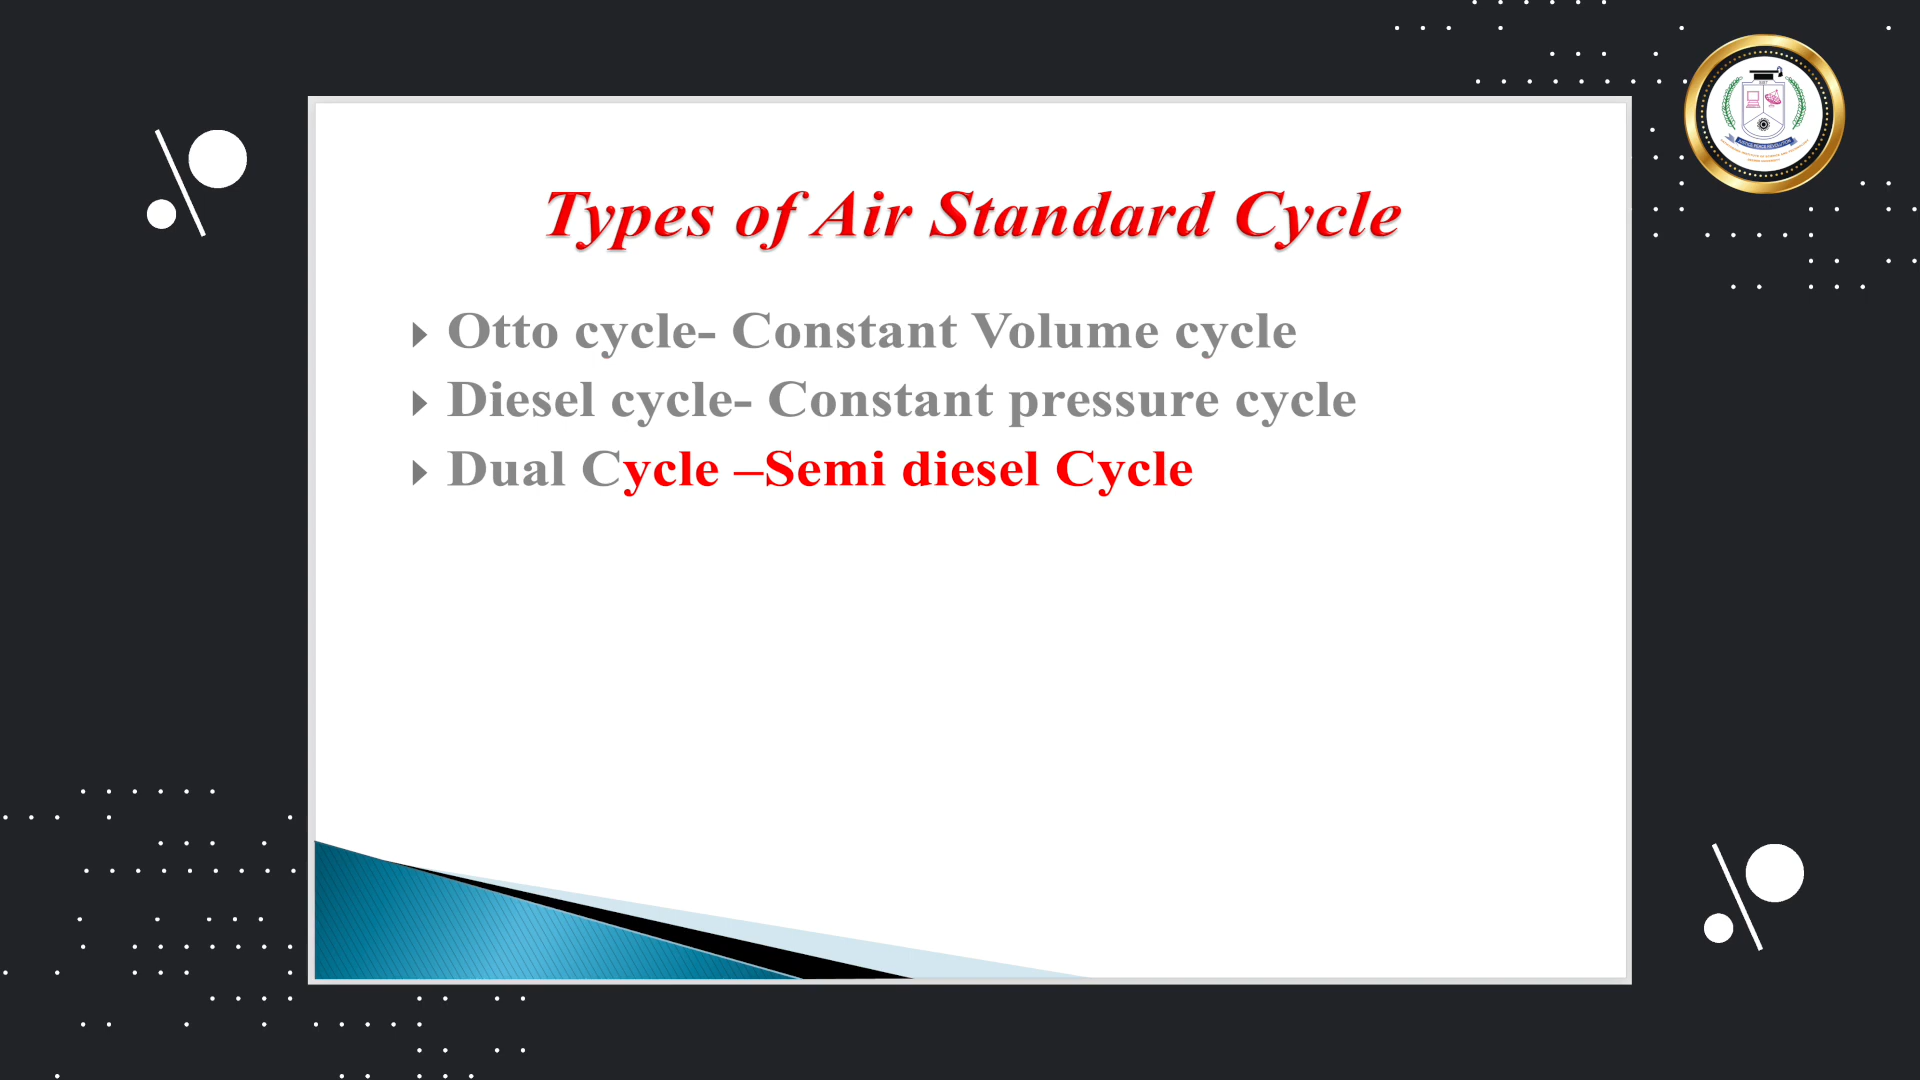 Types of Air Standard Cycle
Otto cycle- Constant Volume cycle
Diesel cycle- Constant pressure cycle
Dual Cycle –Semi diesel Cycle